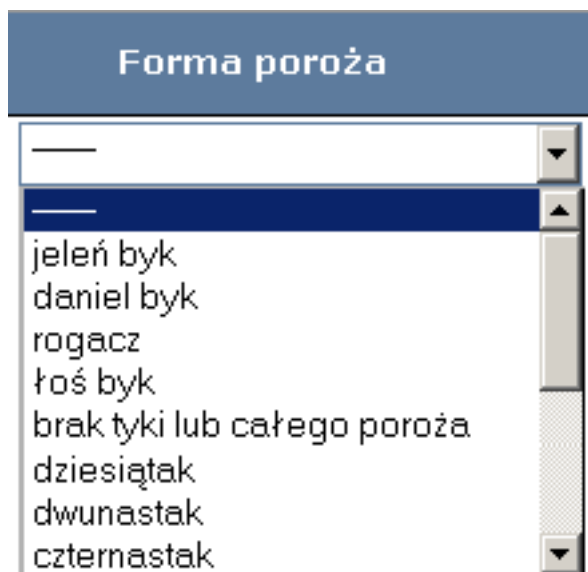 Forma poroża
——
——
jeleń byk
daniel byk
rogacz
łoś byk
brak tyki lub całego poroża
dziesiątak
dwunastak
czternastak